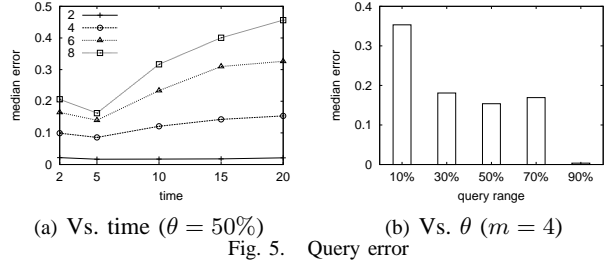 0.5
0.4
0.3
0.2
0.1
0
median error
2
4
6
8
2 5 10 15 20
time
(a) Vs. time (θ = 50%)
0.4
0.3
0.2
0.1
0
median error
10% 30% 50% 70% 90%
query range
(b) Vs. θ (m = 4)
Fig. 5. Query error